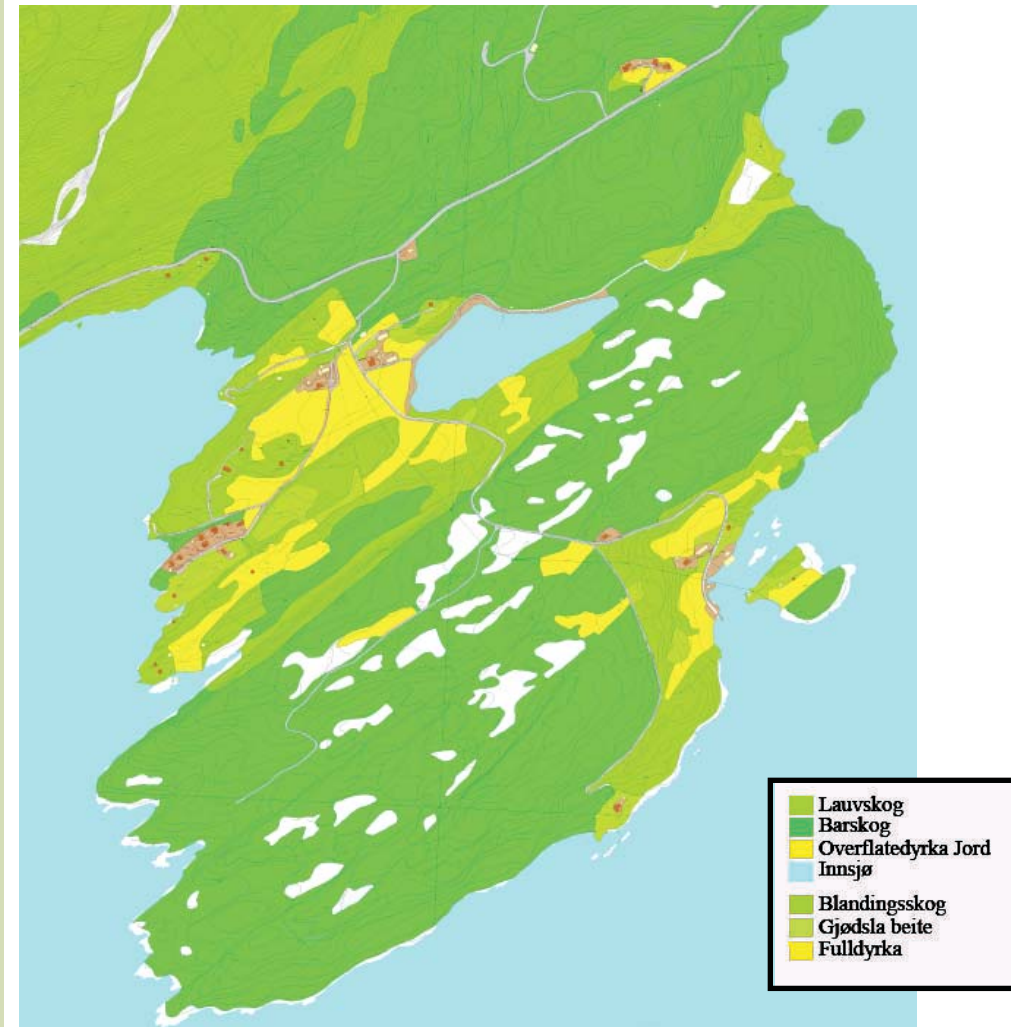 Lauvskog
Barskog
Overflatedyrka Jord
Innsjø
Blandingsskog
Gjødsla beite
Fulldyrka